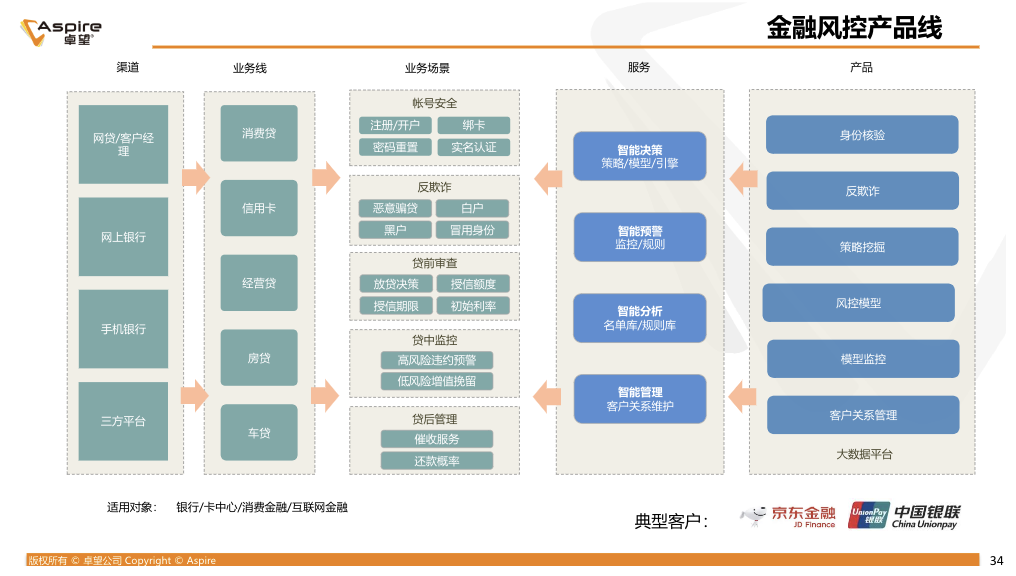 Aspire
卓望
金融风控产品线
渠道
业务线
业务场景
服务
产品
网贷/客户经
理
网上银行
手机银行
三方平台
消费贷
信用卡
经营贷
房贷
车贷
帐号安全
注册/开户
绑卡
密码重置
实名认证
反欺诈
恶意骗贷
白户
黑户
冒用身份
贷前审查
放贷决策
授信额度
授信期限
初始利率
贷中监控
高风险违约预警
低风险增值挽留
贷后管理
催收服务
还款概率
智能决策
策略/模型/引擎
智能预警
监控/规则
智能分析
名单库/规则库
智能管理
客户关系维护
身份核验
反欺诈
策略挖掘
风控模型
模型监控
客户关系管理
大数据平台
适用对象: 银行/卡中心/消费金融/互联网金融
典型客户:
京东金融
JD Finance
UnionPay
银联
中国银联
China Unionpay
版权所有 © 卓望公司 Copyright © Aspire
34